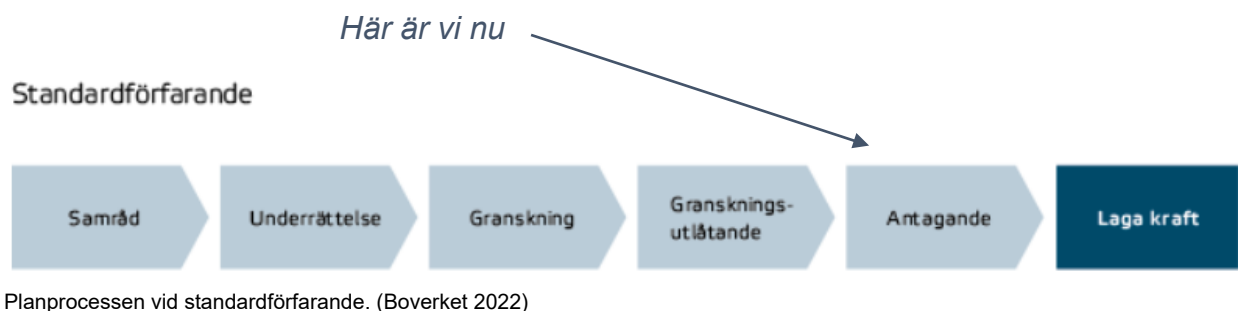 Här är vi nu
Standardförfarande
Samråd
Underrättelse
Granskning
Gransknings-
utlåtande
Antagande
Laga kraft
Planprocessen vid standardförfarande. (Boverket 2022)